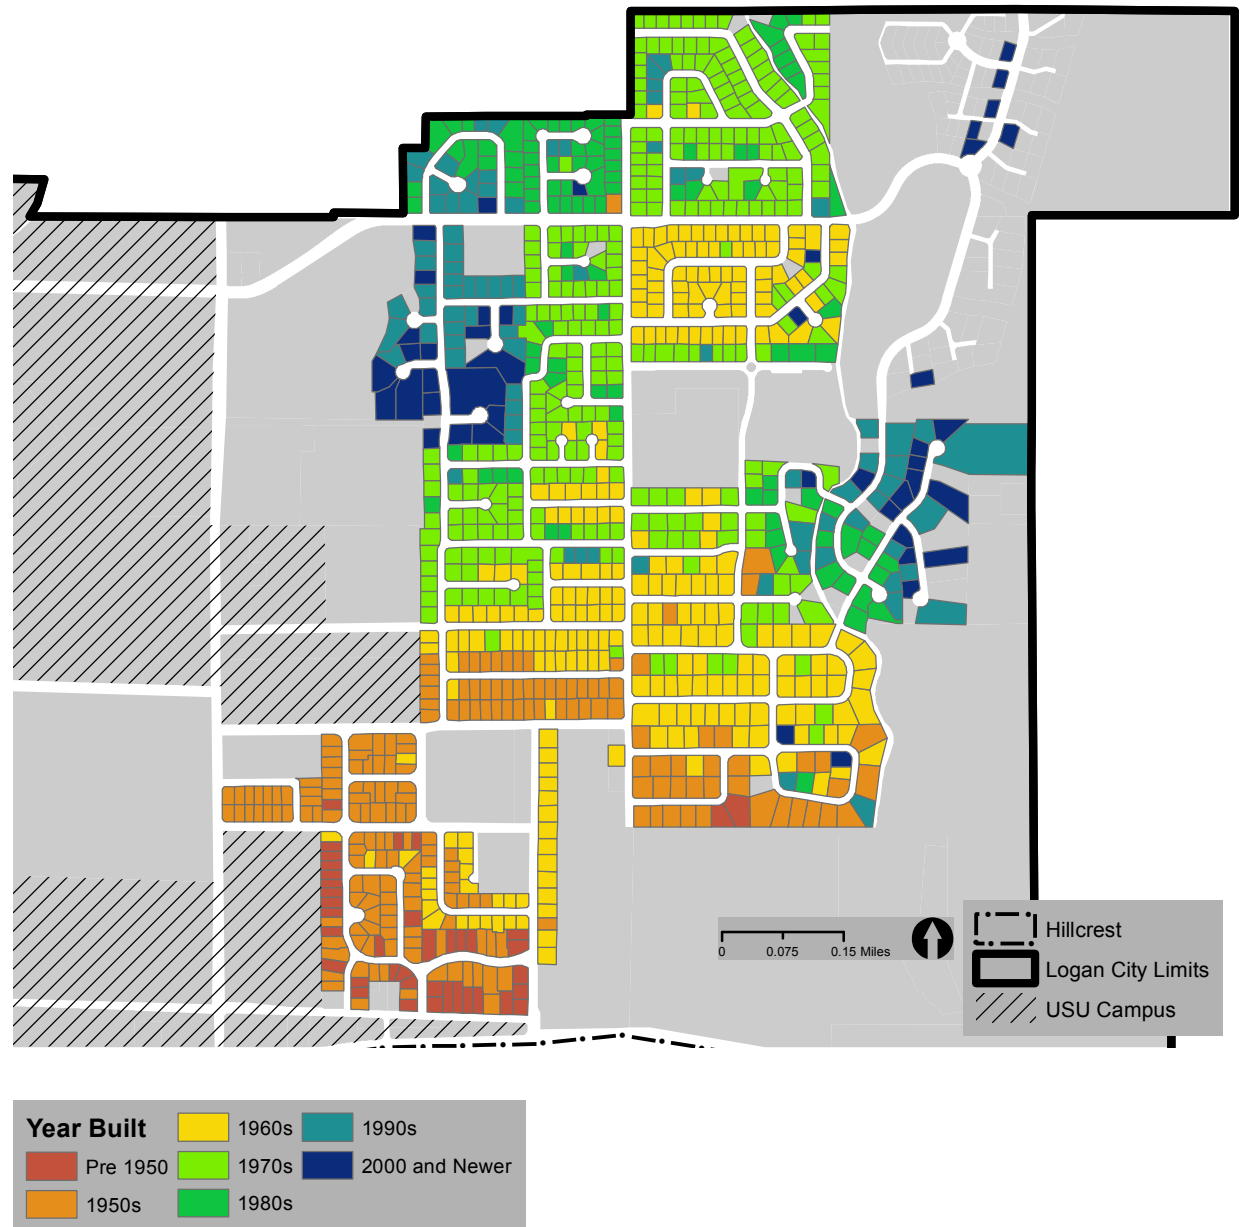 0 0.075 0.15 Miles
Hillcrest
Logan City Limits
USU Campus
Year Built
Pre 1950
1950s
1960s
1970s
1980s
1990s
2000 and Newer